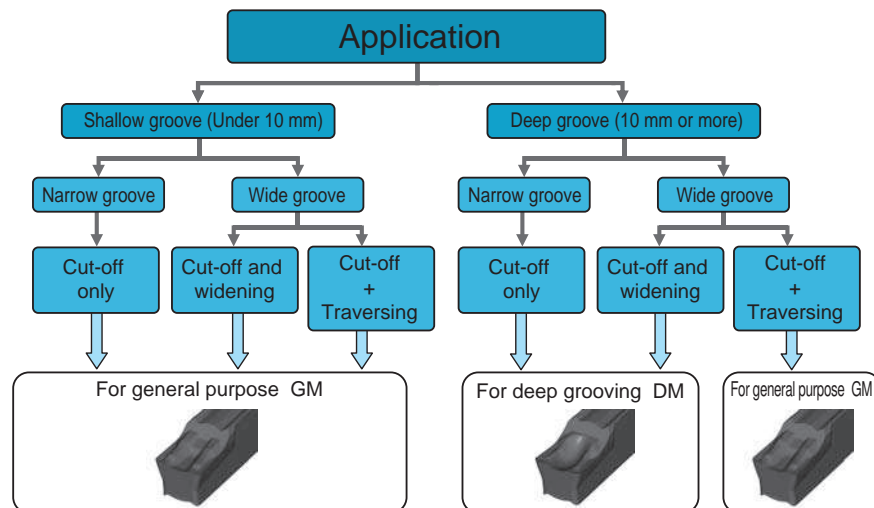 Application
Shallow groove (Under 10 mm)
Deep groove (10 mm or more)
Narrow groove
Wide groove
Narrow groove
Wide groove
Cut-off
only
Cut-off and
widening
Cut-off
+
Traversing
Cut-off
only
Cut-off and
widening
Cut-off
+
Traversing
For general purpose GM
For deep grooving DM
For general purpose GM